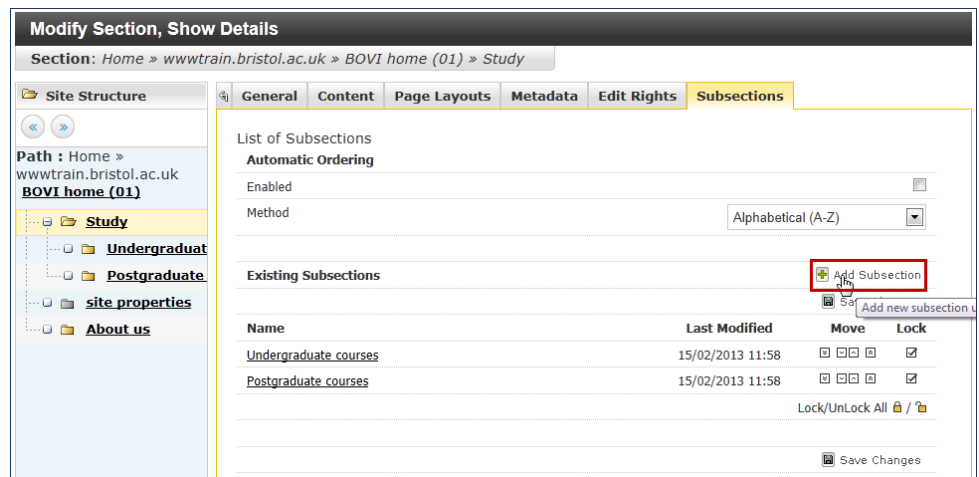 Modify Section, Show Details
Section: Home » wwwtrain.bristol.ac.uk » BOVI home (01) » Study
Site Structure
General Content Page Layouts Metadata Edit Rights Subsections
Path : Home »
wwwtrain.bristol.ac.uk
BOVI home (01)
Study
Undergraduat
Postgraduate
site properties
About us
List of Subsections
Automatic Ordering
Enabled
Method Alphabetical (A-Z)
Existing Subsections Add Subsection
Add new subsection u
Name Last Modified Move Lock
Undergraduate courses 15/02/2013 11:58
Postgraduate courses 15/02/2013 11:58
Lock/UnLock All /
Save Changes